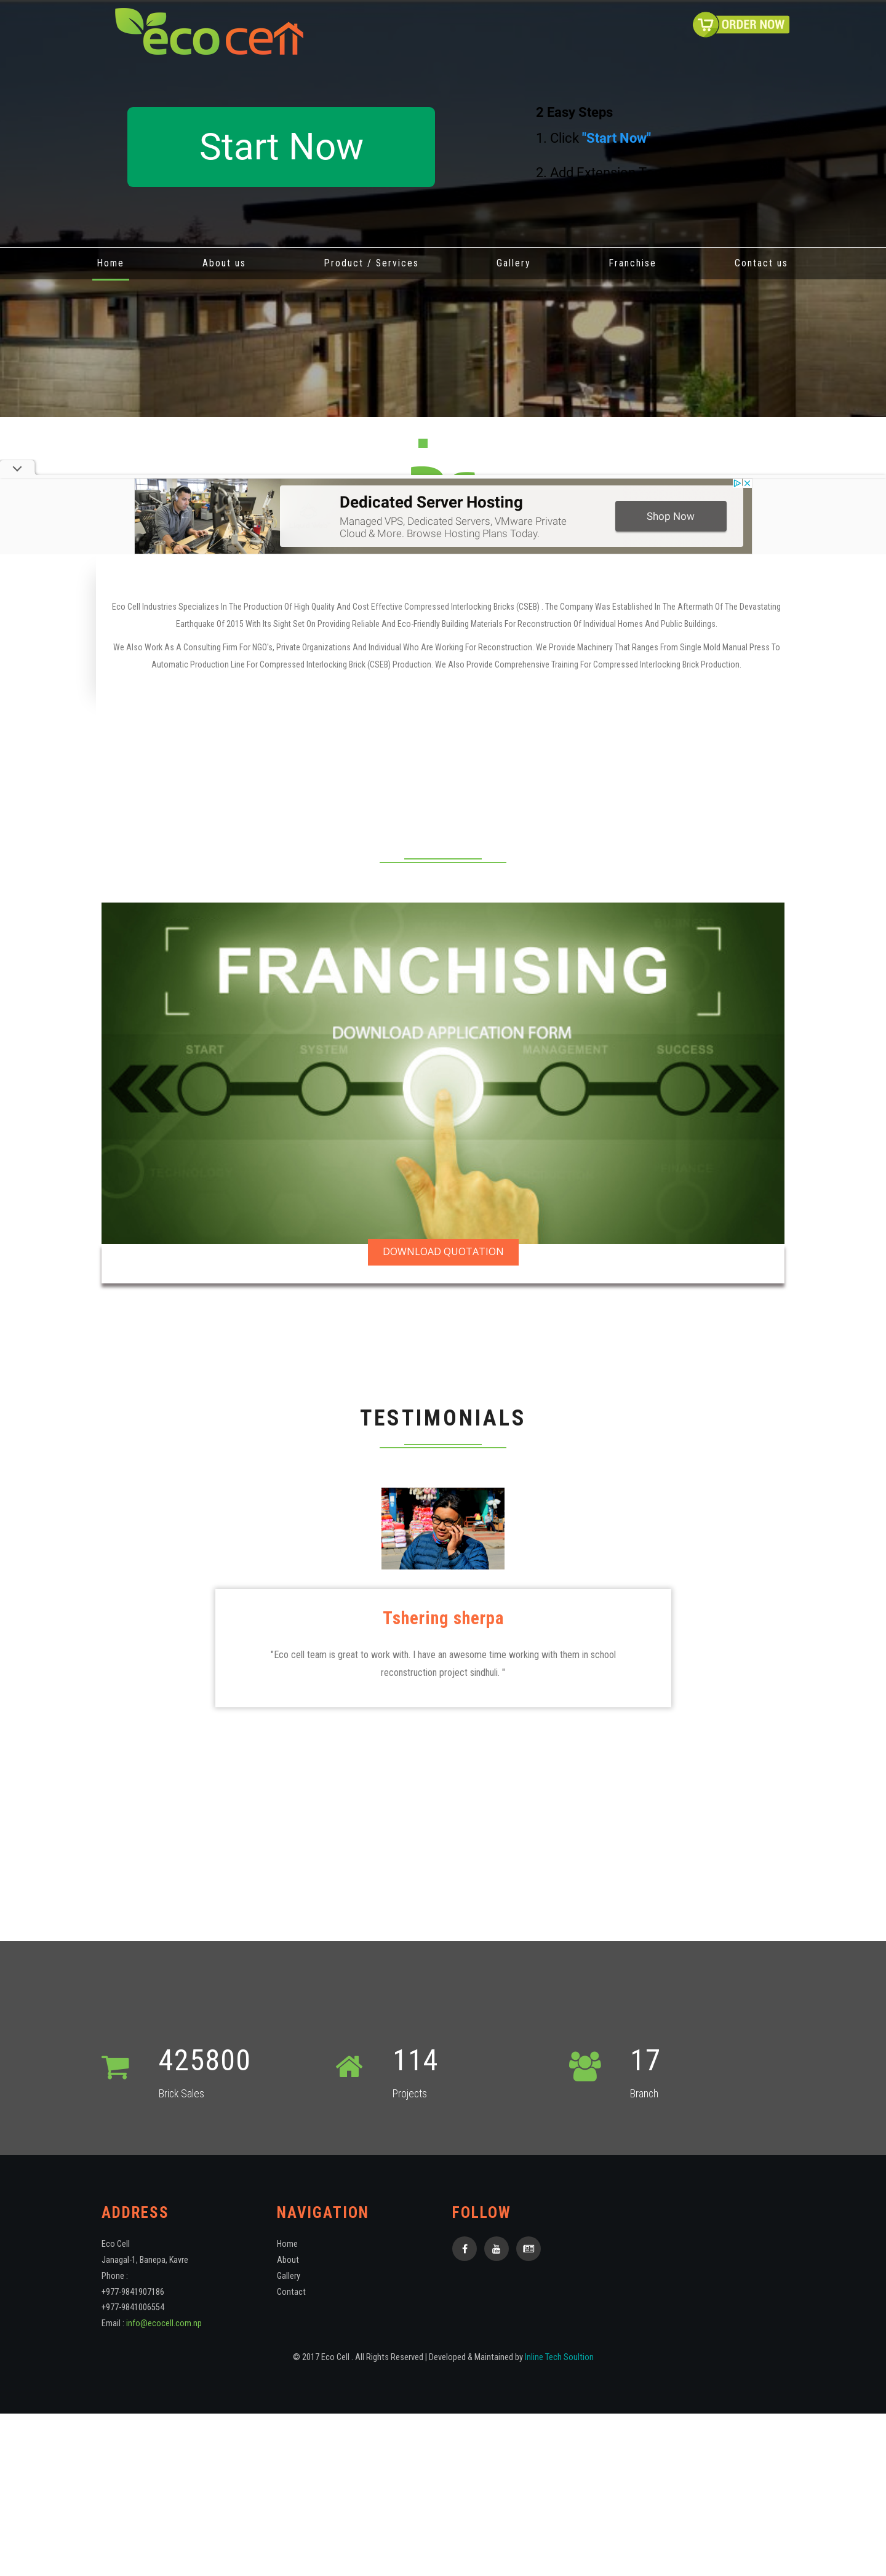 eco cell
ORDER NOW
Start Now
2 Easy Steps
1. Click "Start Now"
2. Add Extension
Home About us Product / Services Gallery Franchise Contact us
Dedicated Server Hosting
Managed VPS, Dedicated Servers, VMware Private
Cloud & More. Browse Hosting Plans Today.
Shop Now
Eco Cell Industries Specializes In The Production Of High Quality And Cost Effective Compressed Interlocking Bricks (CSEB) . The Company Was Established In The Aftermath Of The Devastating
Earthquake Of 2015 With Its Sight Set On Providing Reliable And Eco-Friendly Building Materials For Reconstruction Of Individual Homes And Public Buildings.
We Also Work As A Consulting Firm For NGO's, Private Organizations And Individual Who Are Working For Reconstruction. We Provide Machinery That Ranges From Single Mold Manual Press To
Automatic Production Line For Compressed Interlocking Brick (CSEB) Production. We Also Provide Comprehensive Training For Compressed Interlocking Brick Production.
FRANCHISING
DOWNLOAD APPLICATION FORM
START SYSTEM MANAGEMENT SUCCESS
DOWNLOAD QUOTATION
TESTIMONIALS
Tshering sherpa
"Eco cell team is great to work with. I have an awesome time working with them in school
reconstruction project sindhuli. "
425800 114 17
Brick Sales Projects Branch
ADDRESS NAVIGATION FOLLOW
Eco Cell
Janagal-1, Banepa, Kavre
Phone :
+977-9841907186
+977-9841006554
Email : info@ecocell.com.np
Home
About
Gallery
Contact
© 2017 Eco Cell . All Rights Reserved | Developed & Maintained by Inline Tech Soultion